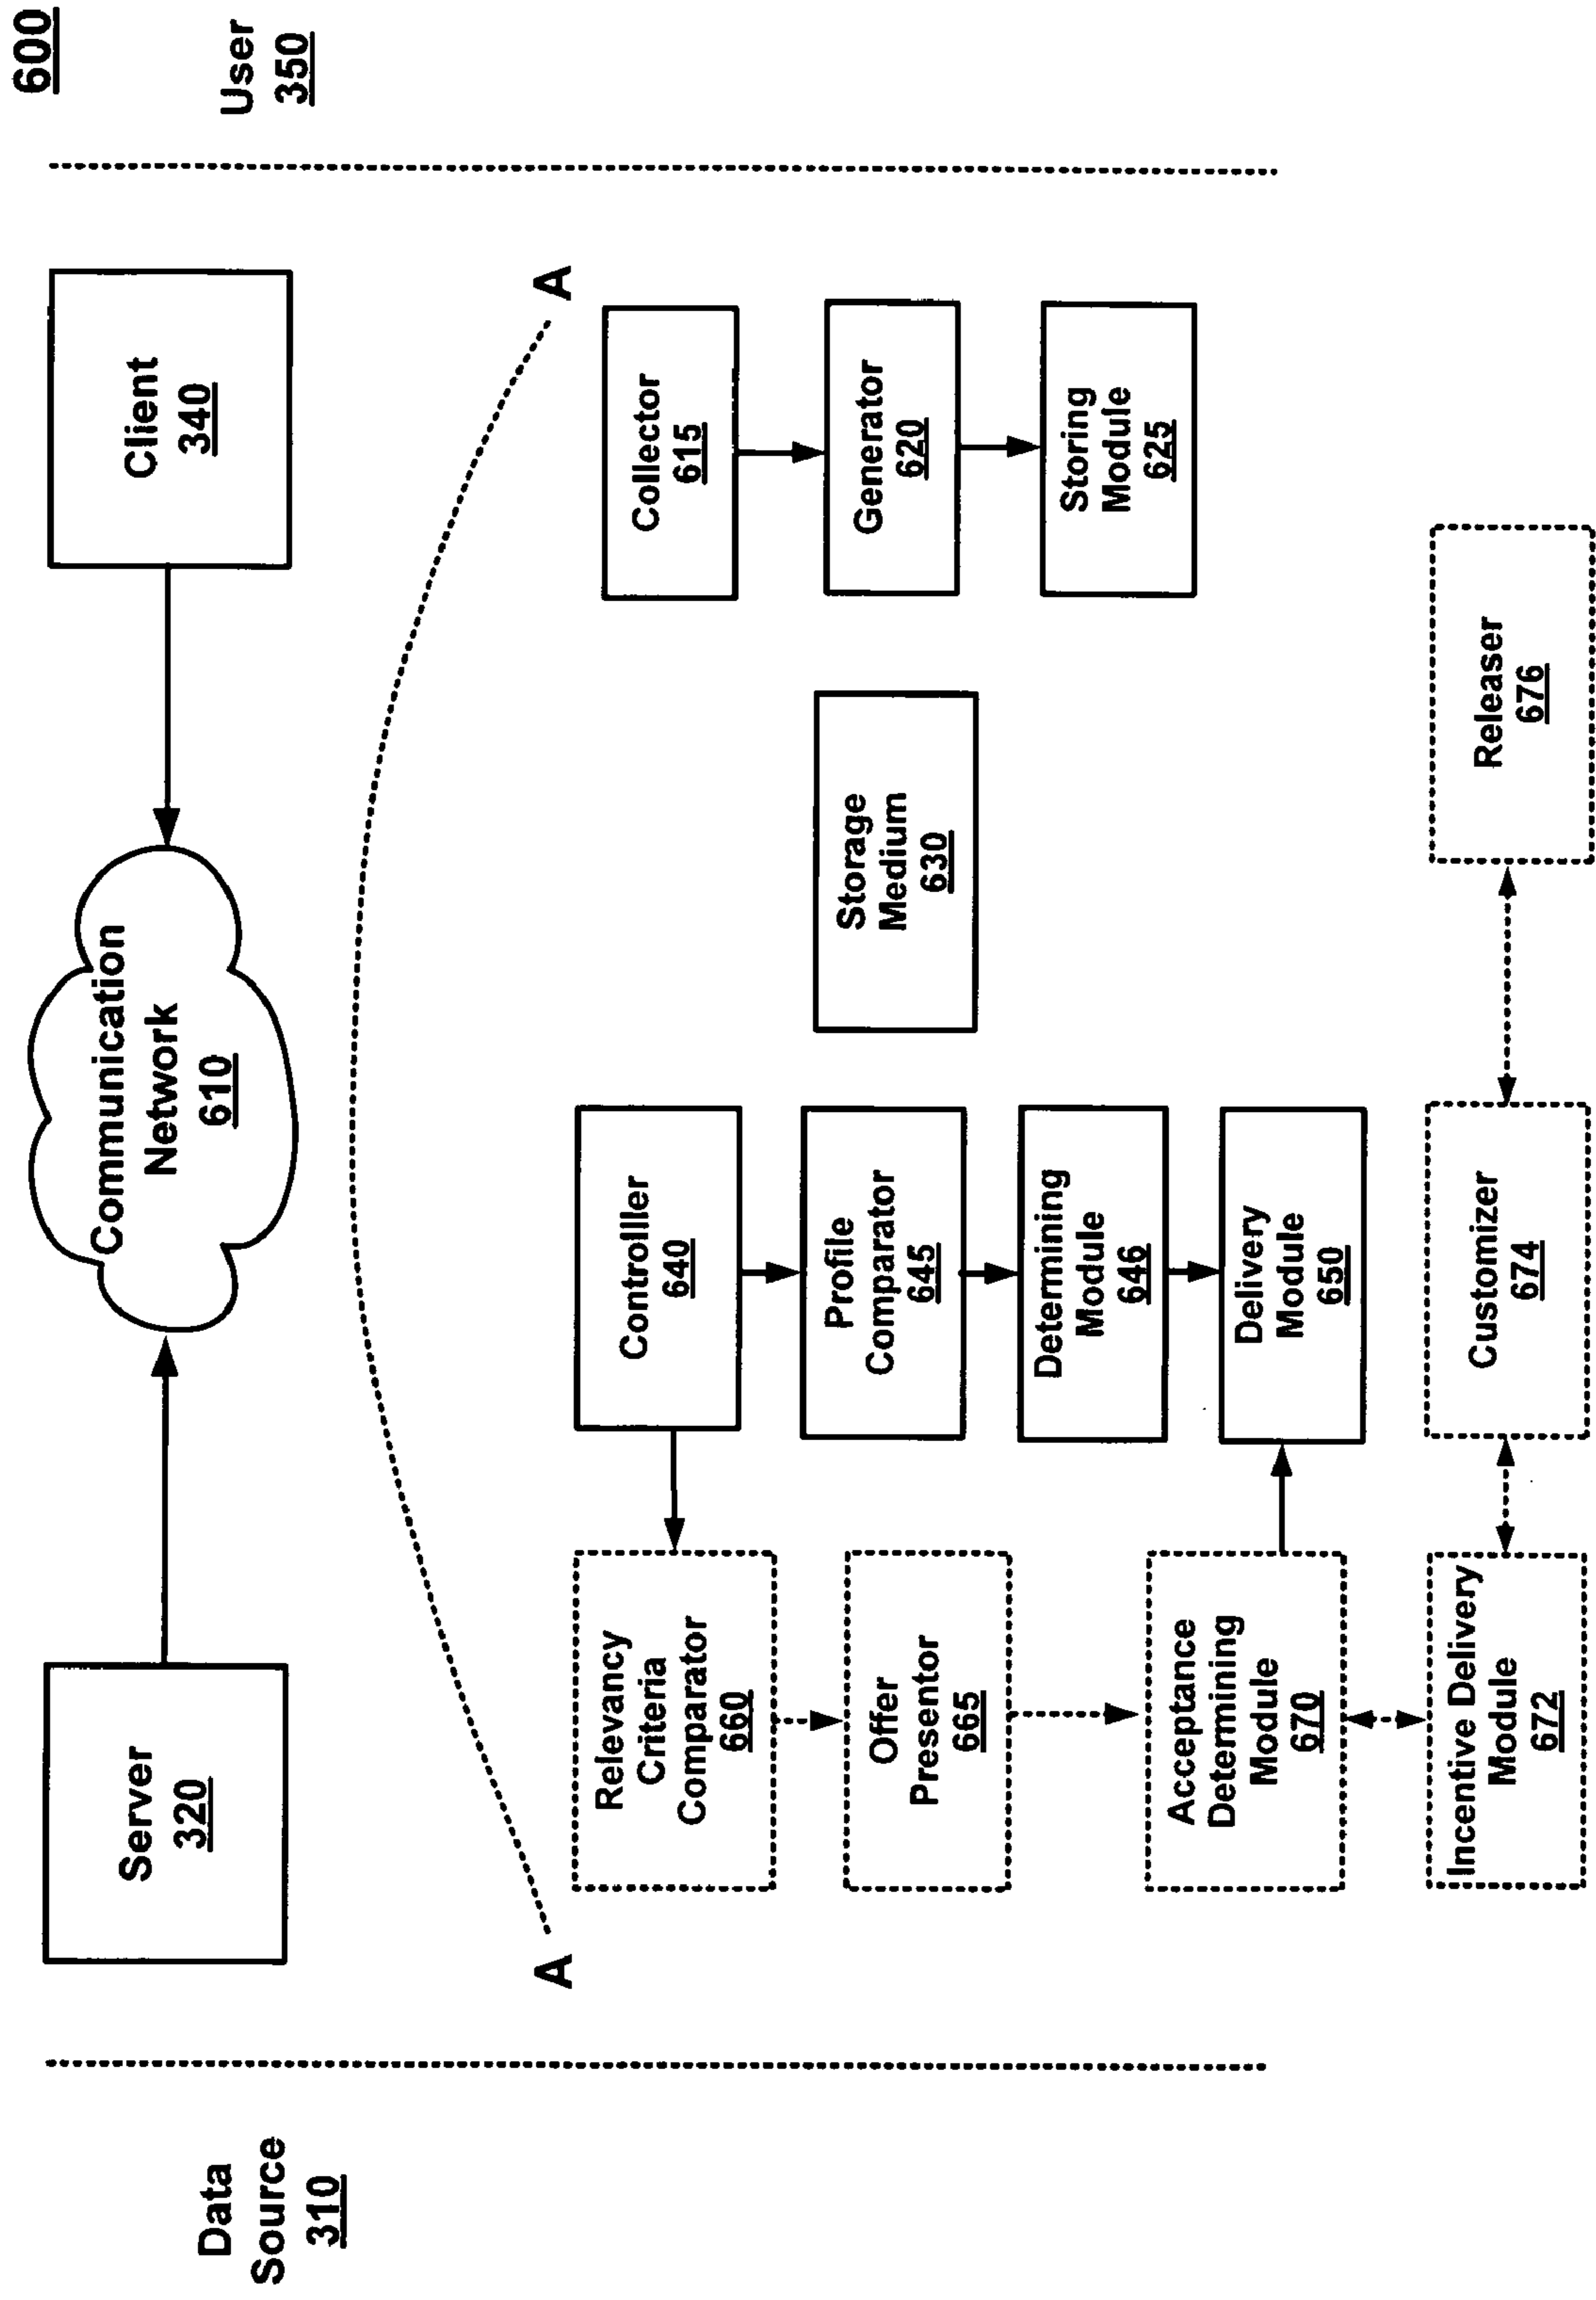 600
Data
Source
310
User
350
Server
320
Communication
Network
610
Client
340
A
A
Relevancy
Criteria
Comparator
660
Controller
640
Collector
615
Offer
Presentor
665
Profile
Comparator
645
Storage
Medium
630
Generator
620
Acceptance
Determining
Module
670
Determining
Module
646
Storing
Module
625
Delivery
Module
650
Incentive Delivery
Module
672
Customizer
674
Releaser
676